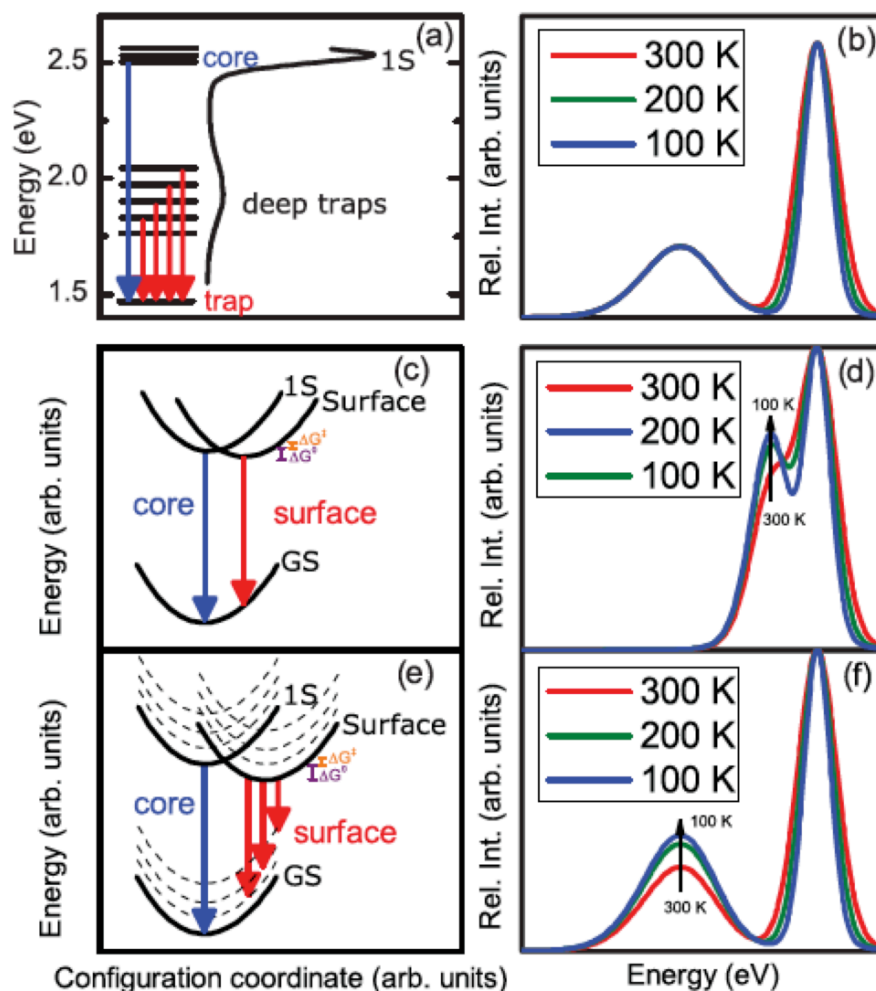 (a)
core
1S
deep traps
trap
2.5
2.0
1.5
Energy (eV)
(b)
300 K
200 K
100 K
Rel. Int. (arb. units)
(c)
1S
Surface
ΔG‡
ΔG⁰
core
surface
GS
Energy (arb. units)
(d)
300 K
200 K
100 K
100 K
300 K
Rel. Int. (arb. units)
(e)
1S
Surface
ΔG‡
ΔG⁰
core
surface
GS
Energy (arb. units)
Configuration coordinate (arb. units)
(f)
300 K
200 K
100 K
100 K
300 K
Rel. Int. (arb. units)
Energy (eV)